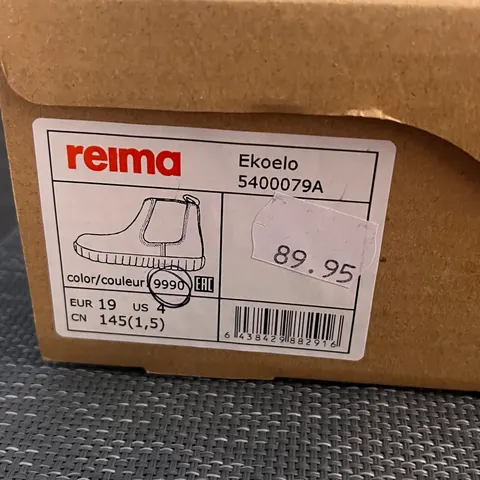 reima
Ekoelo
5400079A
89.95
color/couleur 9990 EAC
EUR 19 US 4
CN 145(1,5)
6 438429 882916